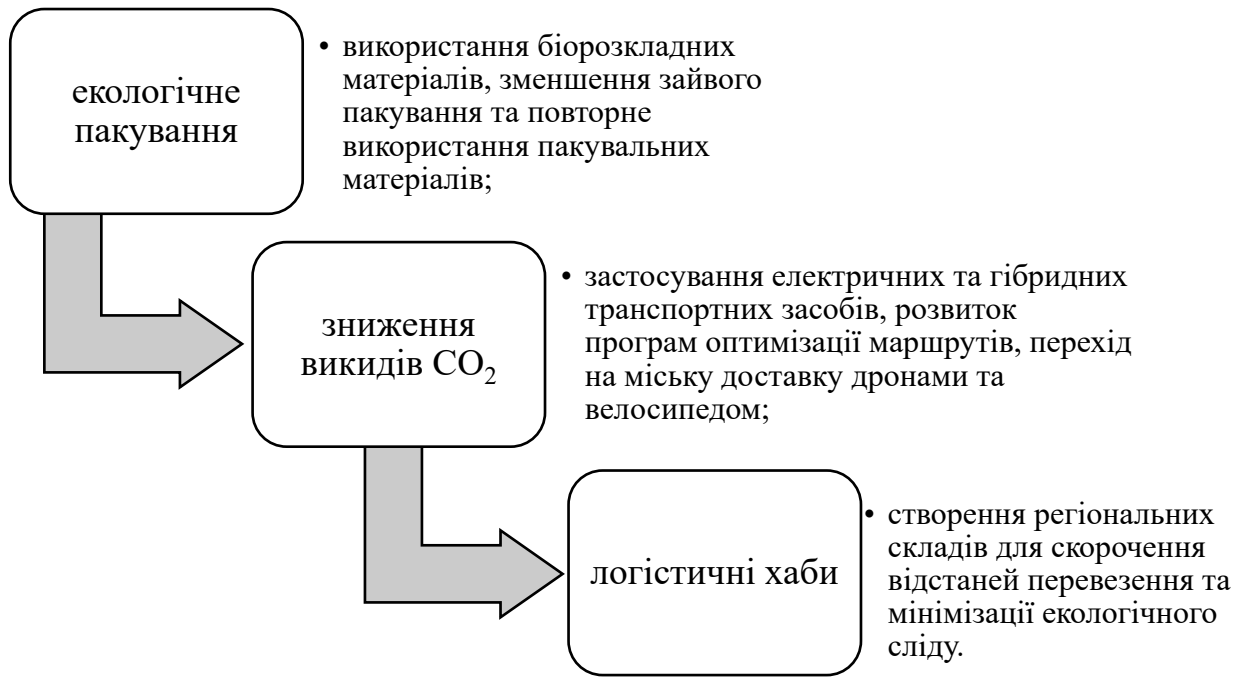 екологічне
пакування
• використання біорозкладних
матеріалів, зменшення зайвого
пакування та повторне
використання пакувальних
матеріалів;
зниження
викидів CO₂
• застосування електричних та гібридних
транспортних засобів, розвиток
програм оптимізації маршрутів, перехід
на міську доставку дронами та
велосипедом;
логістичні хаби
• створення регіональних
складів для скорочення
відстаней перевезення та
мінімізації екологічного
сліду.